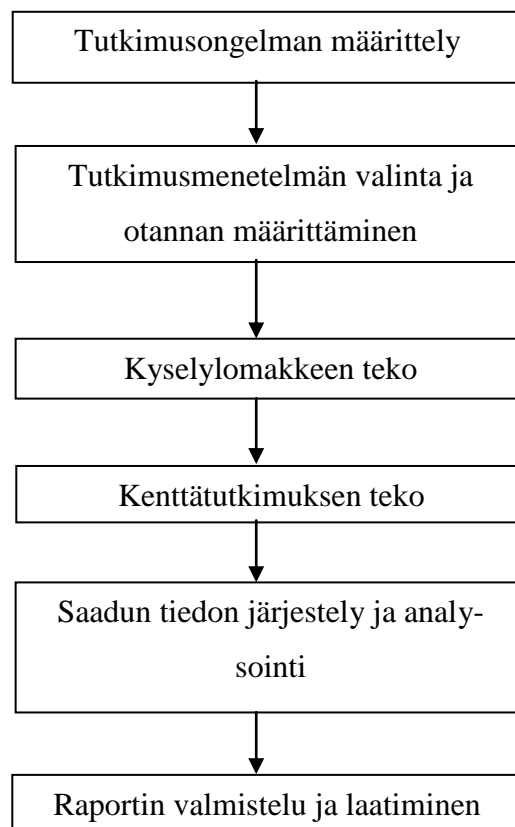 Tutkimusongelman määrittely
Tutkimusmenetelmän valinta ja
otannan määrittäminen
Kyselylomakkeen teko
Kenttätutkimuksen teko
Saadun tiedon järjestely ja analy-
sointi
Raportin valmistelu ja laatiminen